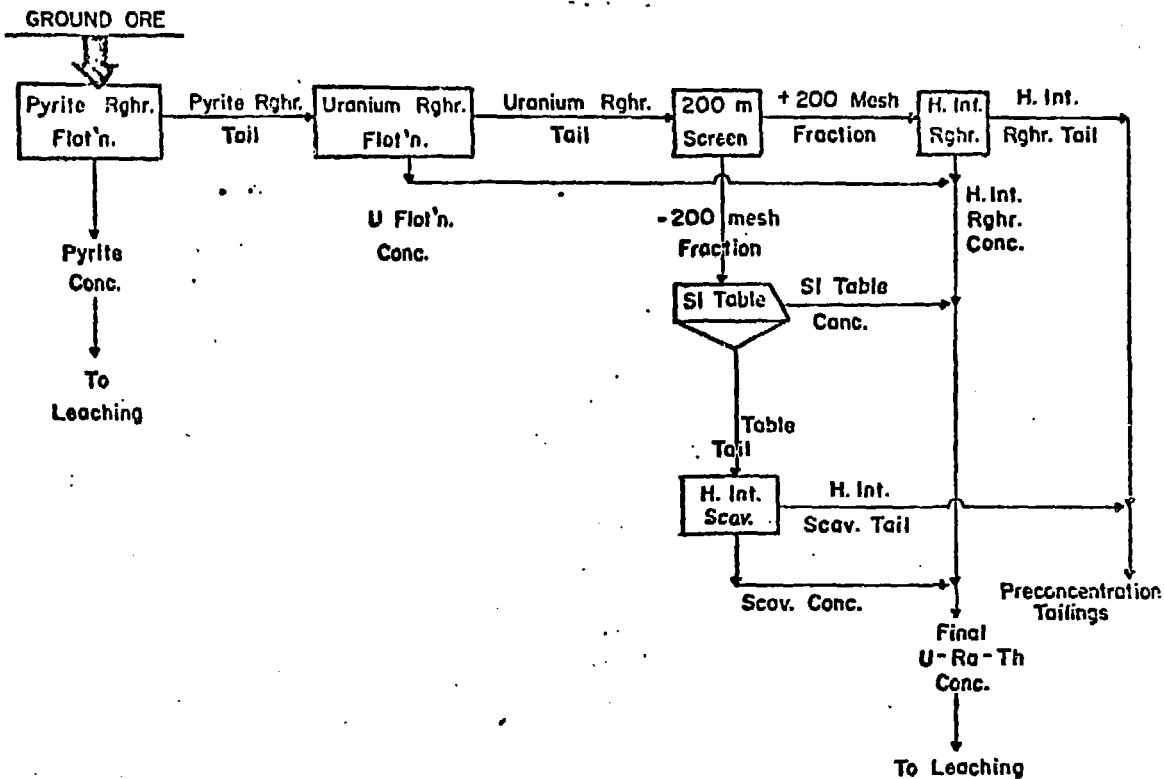 GROUND ORE
Pyrite Rghr.
Flot'n.
Pyrite Rghr.
Tail
Uranium Rghr.
Flot'n.
Uranium Rghr.
Tail
200 m
Screen
+200 Mesh
Fraction
H. Int.
Rghr.
H. Int.
Rghr. Tail
U Flot'n.
Conc.
-200 mesh
Fraction
H. Int.
Rghr.
Conc.
Pyrite
Conc.
Sl Table
Sl Table
Conc.
To
Leaching
Table
Tail
H. Int.
Scav.
H. Int.
Scav. Tail
Scav. Conc.
Preconcentration
Tailings
Final
U-Ra-Th
Conc.
To Leaching